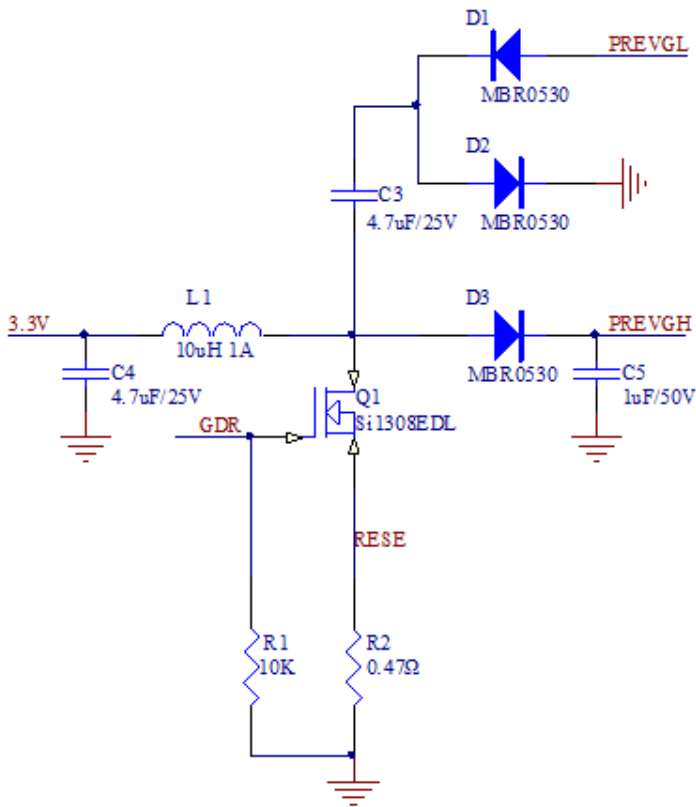 D1
PREVGL
MBR0530
D2
C3
4.7uF/25V
MBR0530
L1
D3
3.3V
PREVGH
10uH 1A
MBR0530
C4
4.7uF/25V
C5
1uF/50V
Q1
Si1308EDL
GDR
RESE
R1
10K
R2
0.47Ω